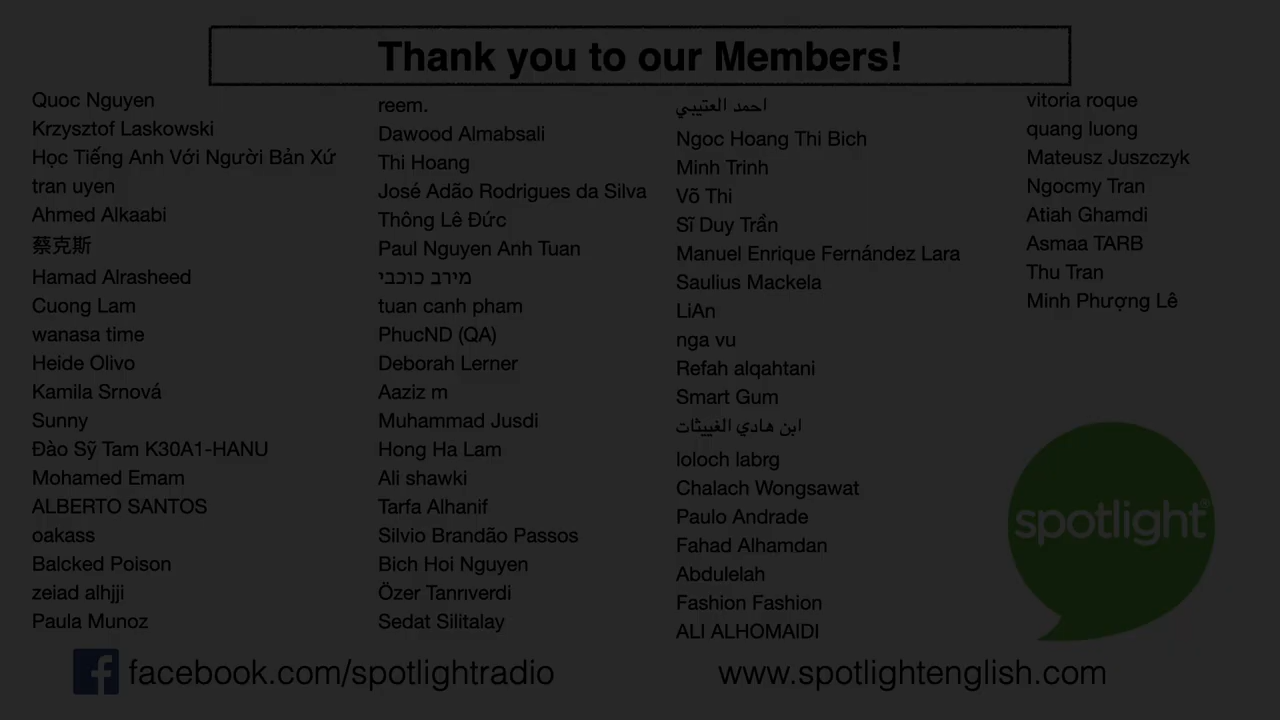 Thank you to our Members!
Quoc Nguyen
Krzysztof Laskowski
Học Tiếng Anh Với Người Bản Xứ
tran uyen
Ahmed Alkaabi
蔡克斯
Hamad Alrasheed
Cuong Lam
wanasa time
Heide Olivo
Kamila Srnová
Sunny
Đào Sỹ Tam K30A1-HANU
Mohamed Emam
ALBERTO SANTOS
oakass
Balcked Poison
zeiad alhjji
Paula Munoz
reem.
Dawood Almabsali
Thi Hoang
José Adão Rodrigues da Silva
Thông Lê Đức
Paul Nguyen Anh Tuan
מירב כוכבי
tuan canh pham
PhucND (QA)
Deborah Lerner
Aaziz m
Muhammad Jusdi
Hong Ha Lam
Ali shawki
Tarfa Alhanif
Silvio Brandão Passos
Bich Hoi Nguyen
Özer Tanrıverdi
Sedat Silitalay
احمد العتيبي
Ngoc Hoang Thi Bich
Minh Trinh
Võ Thi
Sĩ Duy Trần
Manuel Enrique Fernández Lara
Saulius Mackela
LiAn
nga vu
Refah alqahtani
Smart Gum
ابن هادي الغييثات
loloch labrg
Chalach Wongsawat
Paulo Andrade
Fahad Alhamdan
Abdulelah
Fashion Fashion
ALI ALHOMAIDI
vitoria roque
quang luong
Mateusz Juszczyk
Ngocmy Tran
Atiah Ghamdi
Asmaa TARB
Thu Tran
Minh Phượng Lê
spotlight®
facebook.com/spotlightradio
www.spotlightenglish.com